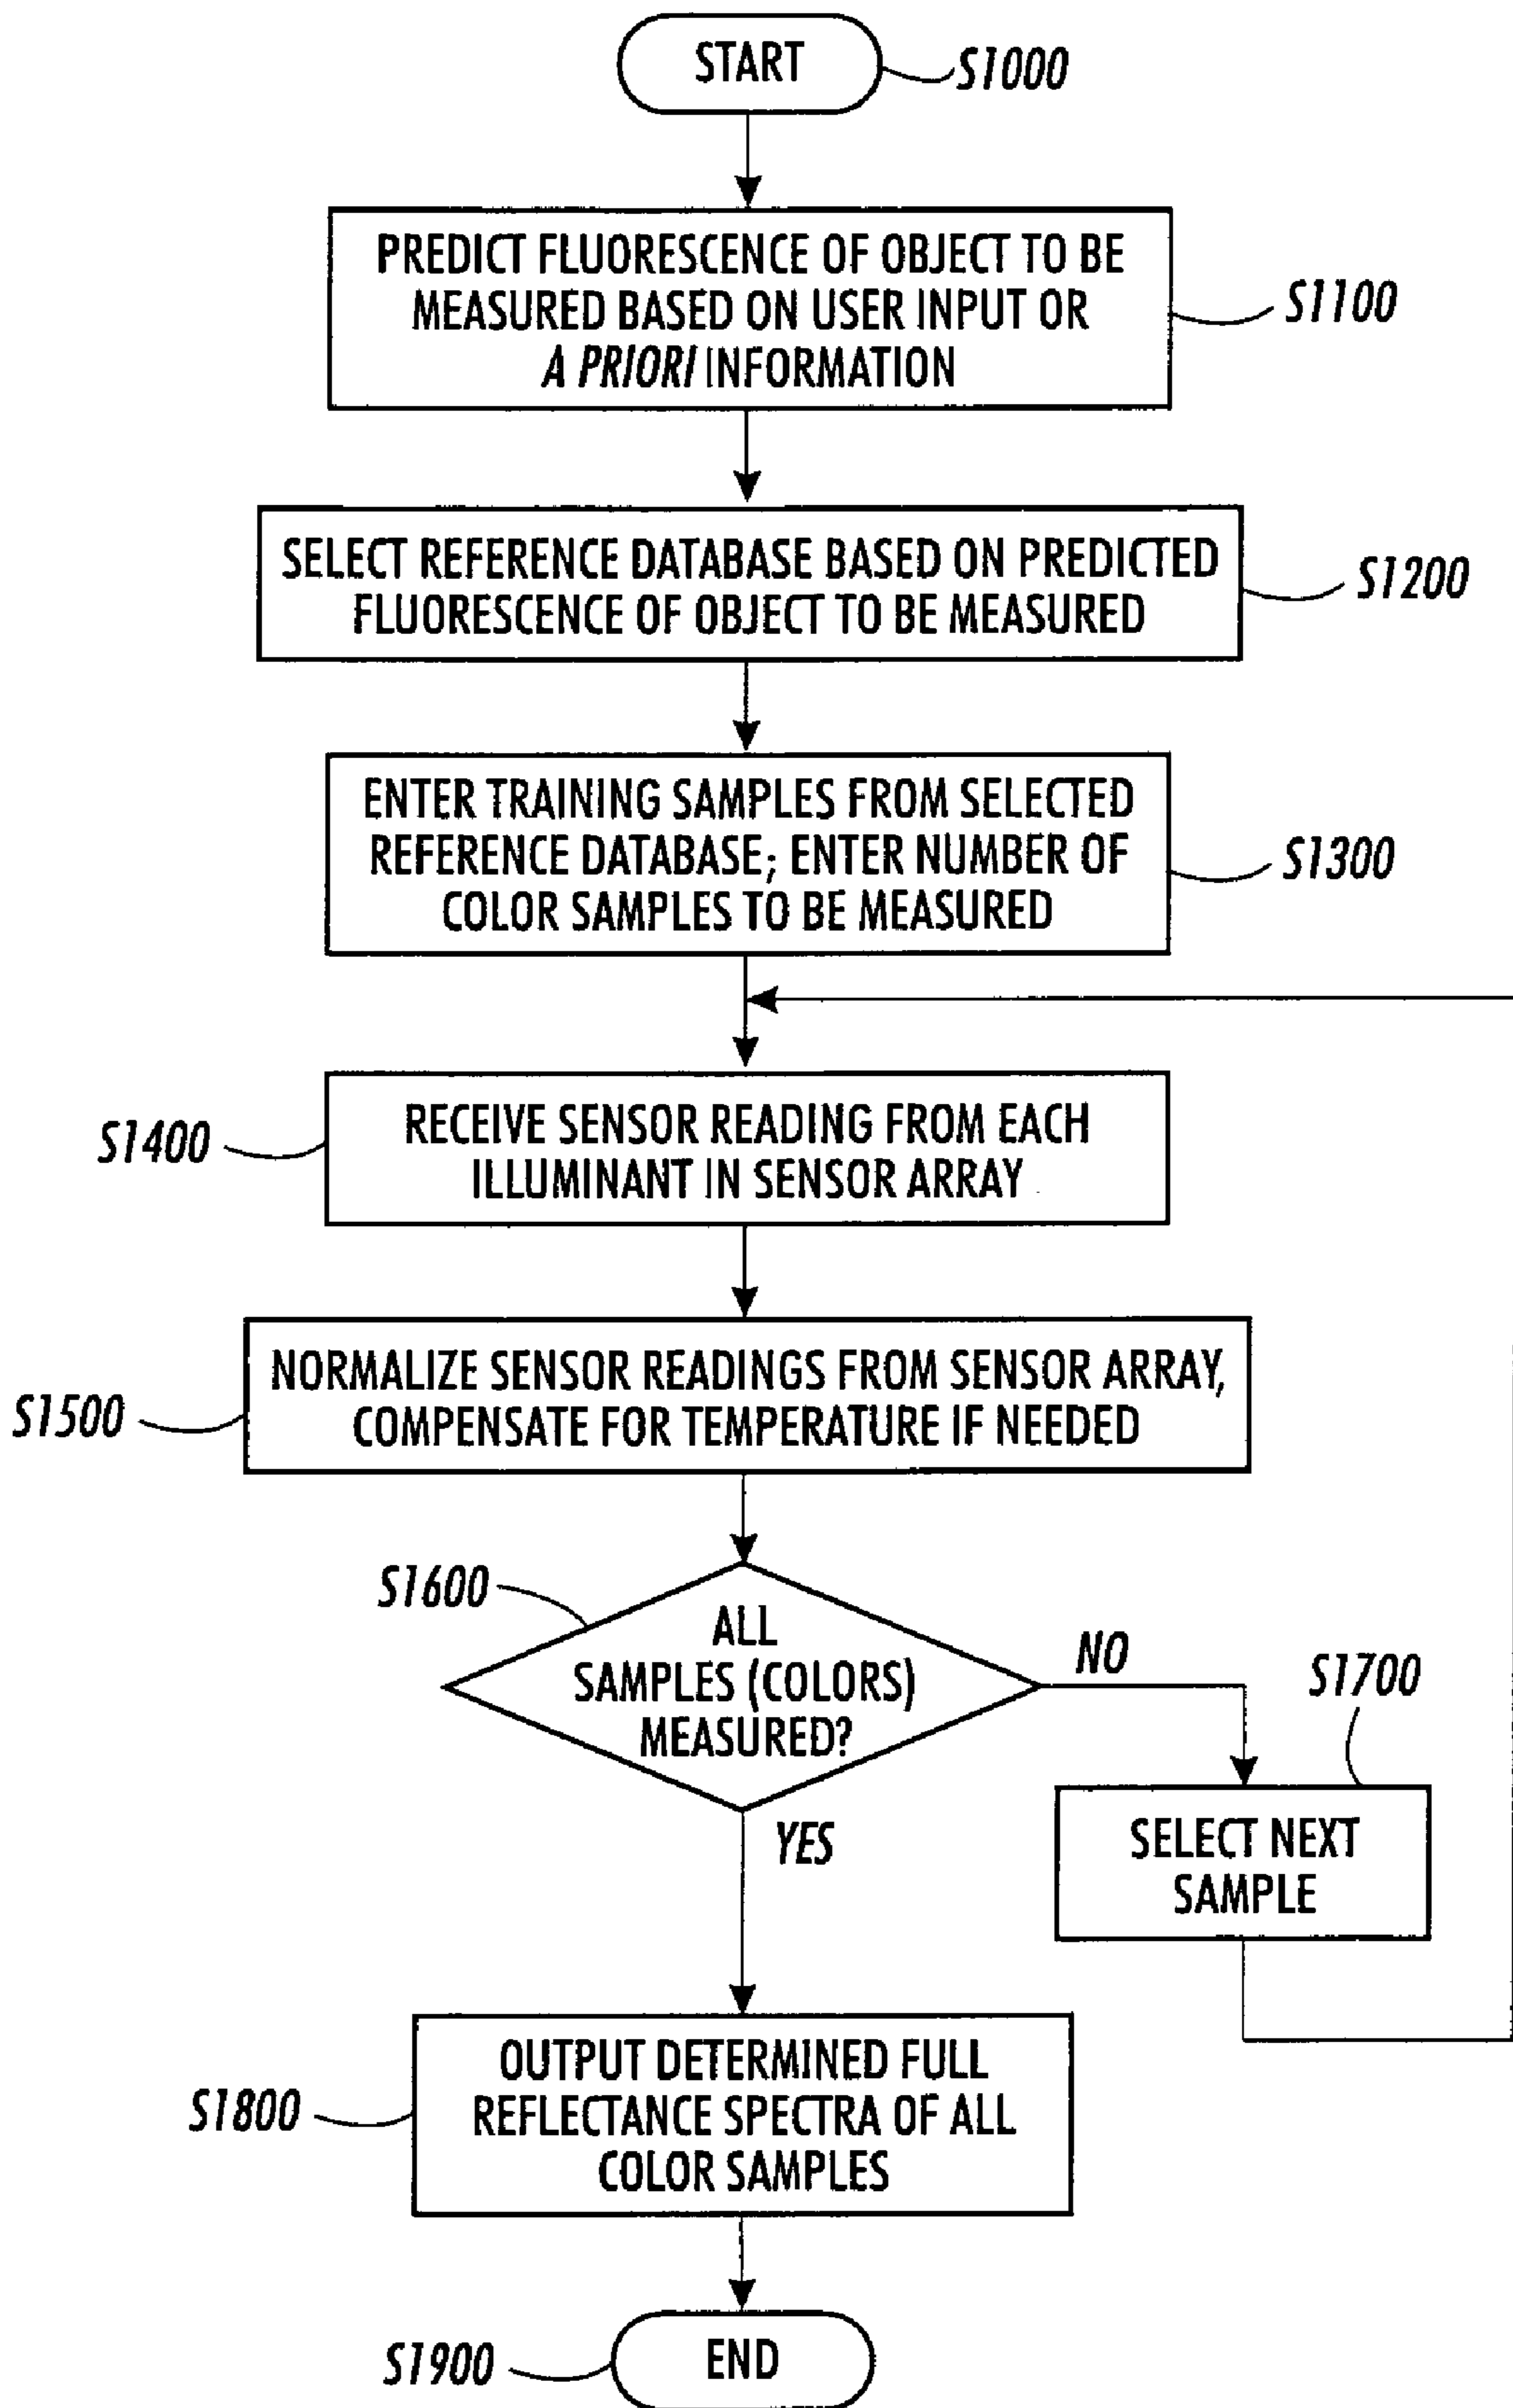 START
S1000
PREDICT FLUORESCENCE OF OBJECT TO BE
MEASURED BASED ON USER INPUT OR
A PRIORI INFORMATION
S1100
SELECT REFERENCE DATABASE BASED ON PREDICTED
FLUORESCENCE OF OBJECT TO BE MEASURED
S1200
ENTER TRAINING SAMPLES FROM SELECTED
REFERENCE DATABASE; ENTER NUMBER OF
COLOR SAMPLES TO BE MEASURED
S1300
S1400
RECEIVE SENSOR READING FROM EACH
ILLUMINANT IN SENSOR ARRAY
S1500
NORMALIZE SENSOR READINGS FROM SENSOR ARRAY,
COMPENSATE FOR TEMPERATURE IF NEEDED
S1600
ALL
SAMPLES (COLORS)
MEASURED?
NO
S1700
SELECT NEXT
SAMPLE
YES
S1800
OUTPUT DETERMINED FULL
REFLECTANCE SPECTRA OF ALL
COLOR SAMPLES
S1900
END